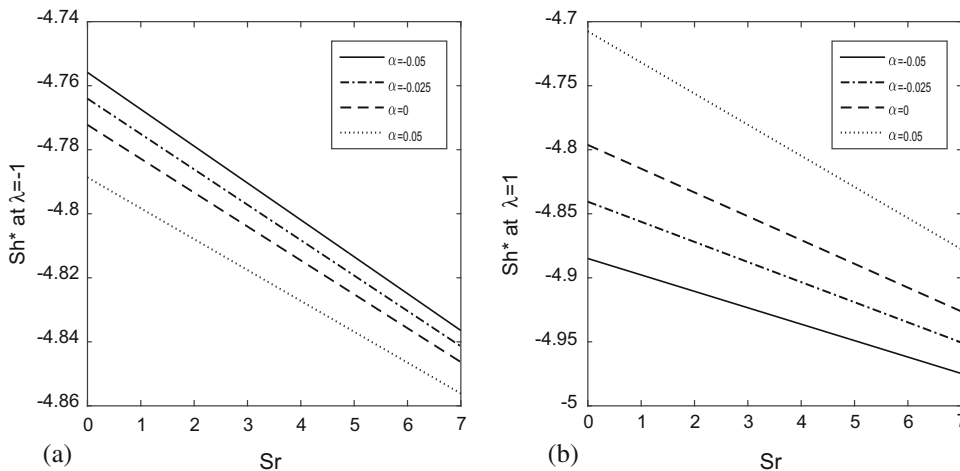 -4.74
-4.76
-4.78
-4.8
-4.82
-4.84
-4.86
Sh* at λ=-1
0 1 2 3 4 5 6 7
Sr
(a)
α=-0.05
α=-0.025
α=0
α=0.05
-4.7
-4.75
-4.8
-4.85
-4.9
-4.95
-5
Sh* at λ=1
0 1 2 3 4 5 6 7
Sr
(b)
α=-0.05
α=-0.025
α=0
α=0.05